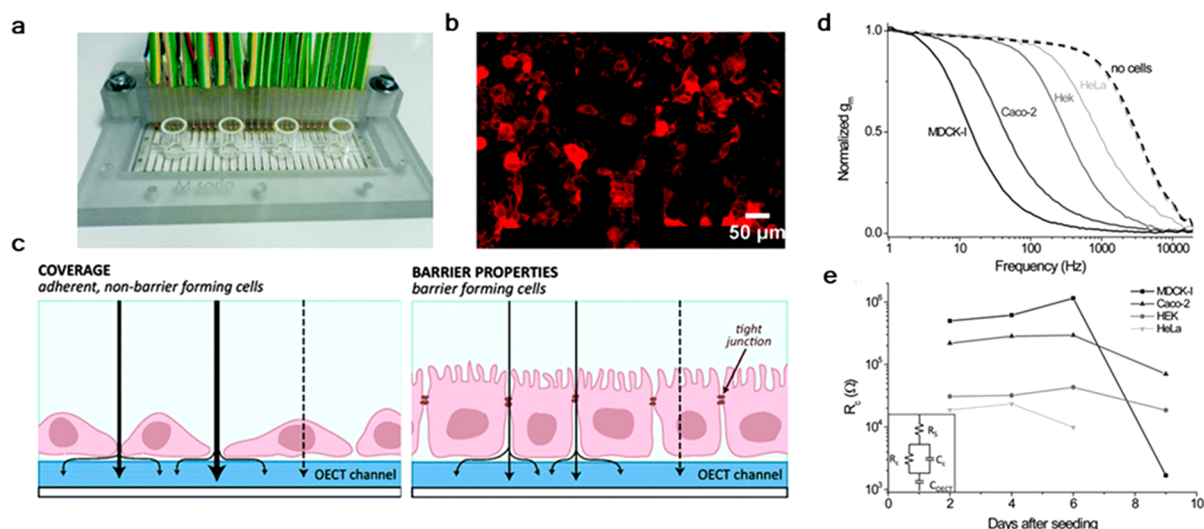 a
M serie
b
50 µm
c
COVERAGE
adherent, non-barrier forming cells
OECT channel
BARRIER PROPERTIES
barrier forming cells
tight
junction
OECT channel
d
Normalized gm
1.0
0.5
0.0
no cells
HeLa
Hek
Caco-2
MDCK-I
1 10 100 1000 10000
Frequency (Hz)
e
Rc (Ω)
10⁶
10⁵
10⁴
10³
MDCK-I
Caco-2
HEK
HeLa
RS
Rc
Cc
COECT
0 2 4 6 8 10
Days after seeding